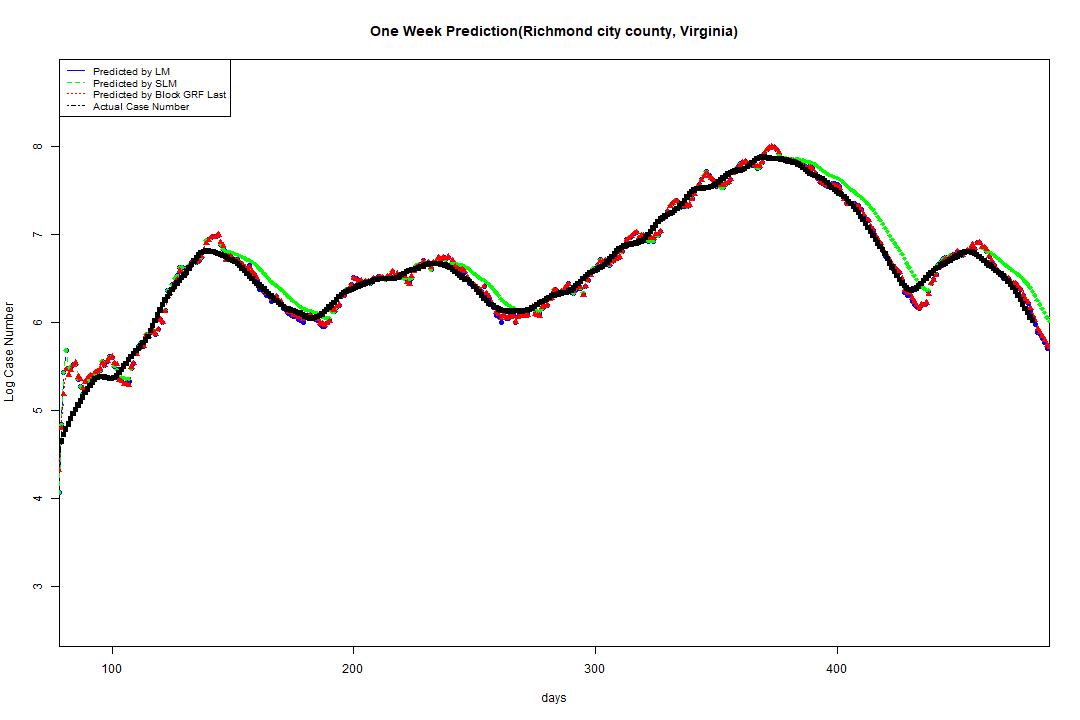 One Week Prediction(Richmond city county, Virginia)
Predicted by LM
Predicted by SLM
Predicted by Block GRF Last
Actual Case Number
8
7
6
5
4
3
Log Case Number
100
200
300
400
days